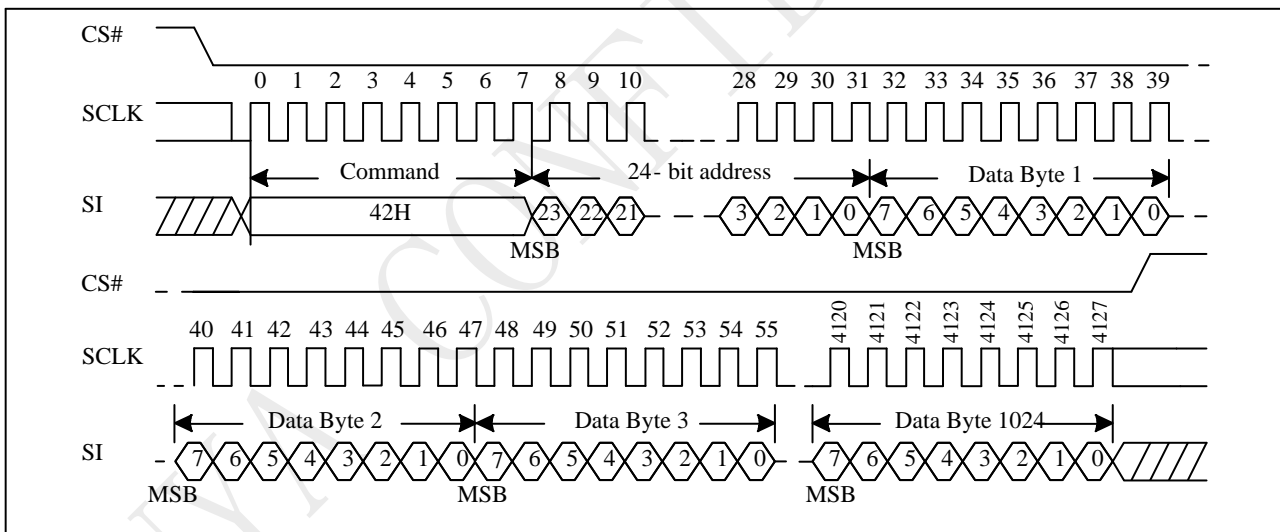 CS#
0 1 2 3 4 5 6 7 8 9 10 28 29 30 31 32 33 34 35 36 37 38 39
SCLK
Command 24- bit address Data Byte 1
SI 42H 23 22 21 3 2 1 0 7 6 5 4 3 2 1 0
MSB MSB
CS#
40 41 42 43 44 45 46 47 48 49 50 51 52 53 54 55 4120 4121 4122 4123 4124 4125 4126 4127
SCLK
Data Byte 2 Data Byte 3 Data Byte 1024
SI 7 6 5 4 3 2 1 0 7 6 5 4 3 2 1 0 7 6 5 4 3 2 1 0
MSB MSB MSB